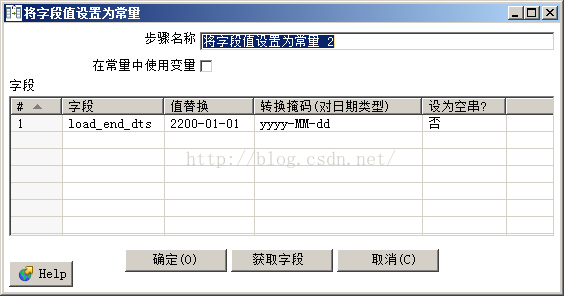 将字段值设置为常量
步骤名称 将字段值设置为常量 2
在常量中使用变量
字段
# 字段 值替换 转换掩码(对日期类型) 设为空串?
1 load_end_dts 2200-01-01 yyyy-MM-dd 否
http://blog.csdn.net/
确定(O) 获取字段 取消(C)
Help